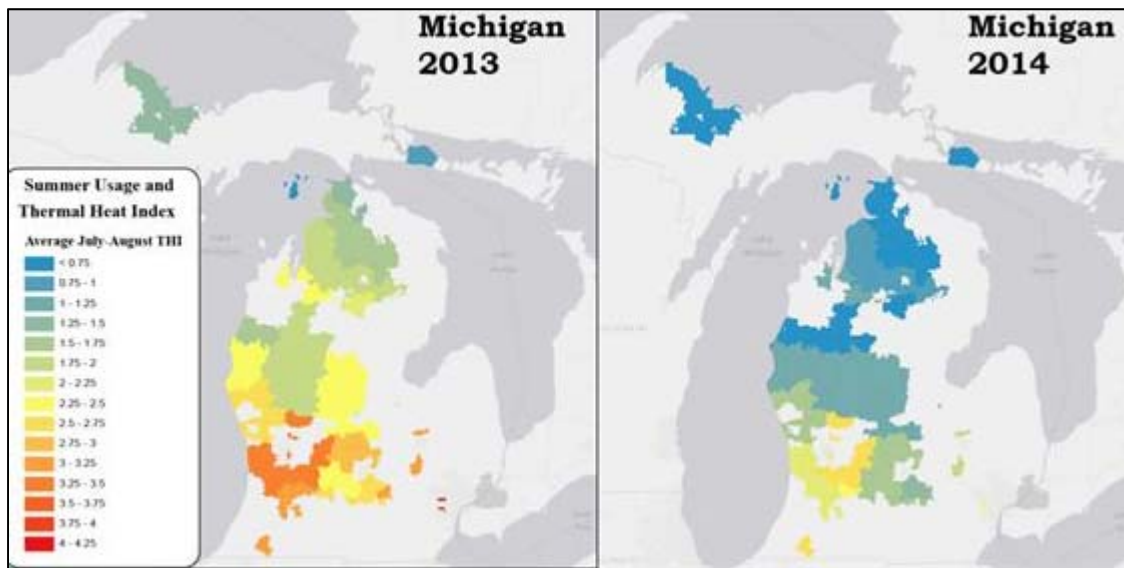 Michigan
2013
Michigan
2014
Summer Usage and
Thermal Heat Index
Average July-August THI
< 0.75
0.75 - 1
1 - 1.25
1.25 - 1.5
1.5 - 1.75
1.75 - 2
2 - 2.25
2.25 - 2.5
2.5 - 2.75
2.75 - 3
3 - 3.25
3.25 - 3.5
3.5 - 3.75
3.75 - 4
4 - 4.25